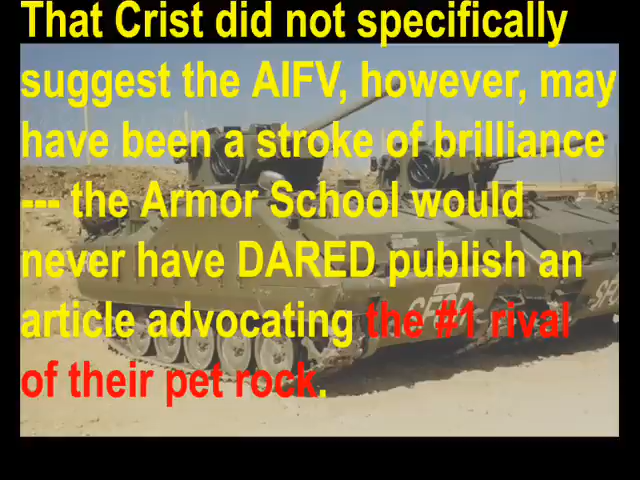 That Crist did not specifically
suggest the AIFV, however, may
have been a stroke of brilliance
--- the Armor School would
never have DARED publish an
article advocating the #1 rival
of their pet rock.